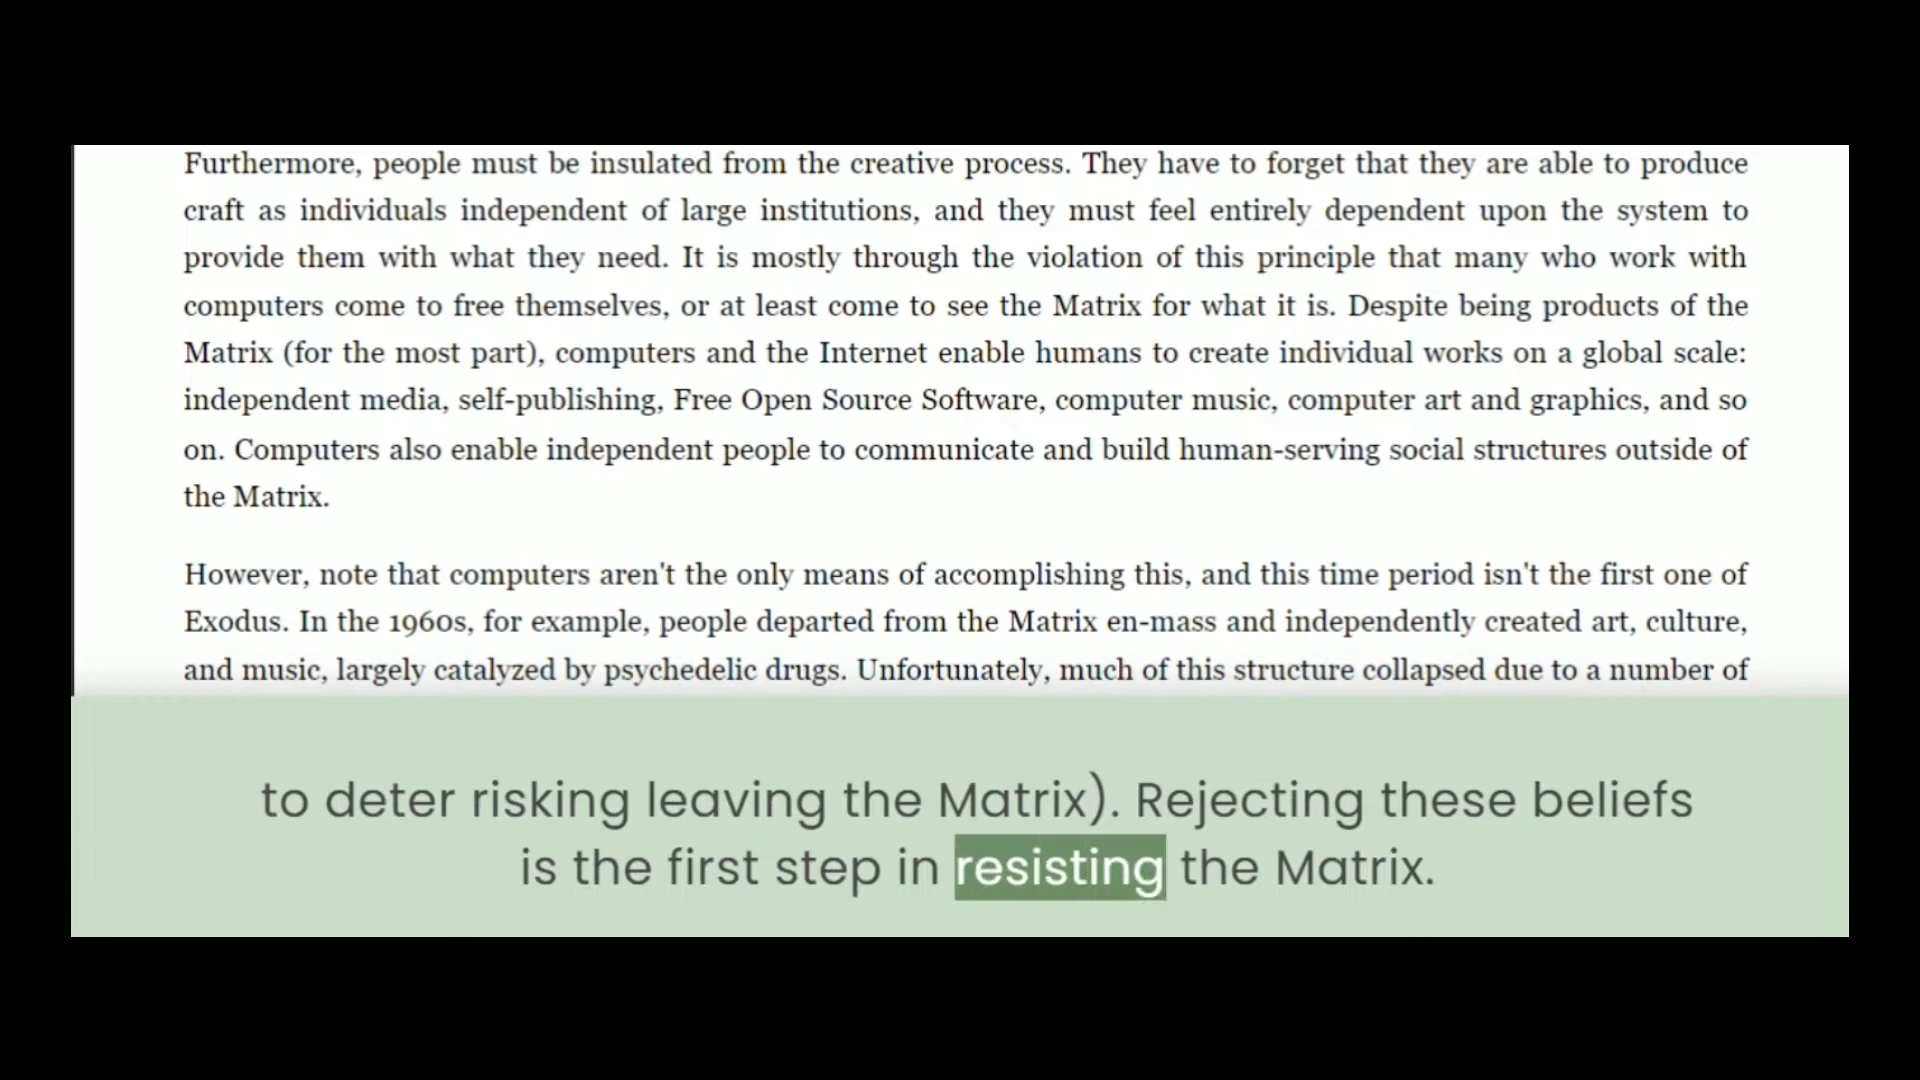 Furthermore, people must be insulated from the creative process. They have to forget that they are able to produce
craft as individuals independent of large institutions, and they must feel entirely dependent upon the system to
provide them with what they need. It is mostly through the violation of this principle that many who work with
computers come to free themselves, or at least come to see the Matrix for what it is. Despite being products of the
Matrix (for the most part), computers and the Internet enable humans to create individual works on a global scale:
independent media, self-publishing, Free Open Source Software, computer music, computer art and graphics, and so
on. Computers also enable independent people to communicate and build human-serving social structures outside of
the Matrix.
However, note that computers aren't the only means of accomplishing this, and this time period isn't the first one of
Exodus. In the 1960s, for example, people departed from the Matrix en-mass and independently created art, culture,
and music, largely catalyzed by psychedelic drugs. Unfortunately, much of this structure collapsed due to a number of
to deter risking leaving the Matrix). Rejecting these beliefs
is the first step in resisting the Matrix.